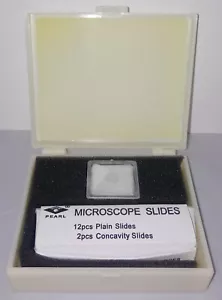 PEARL
MICROSCOPE SLIDES
12pcs Plain Slides
2pcs Concavity Slides